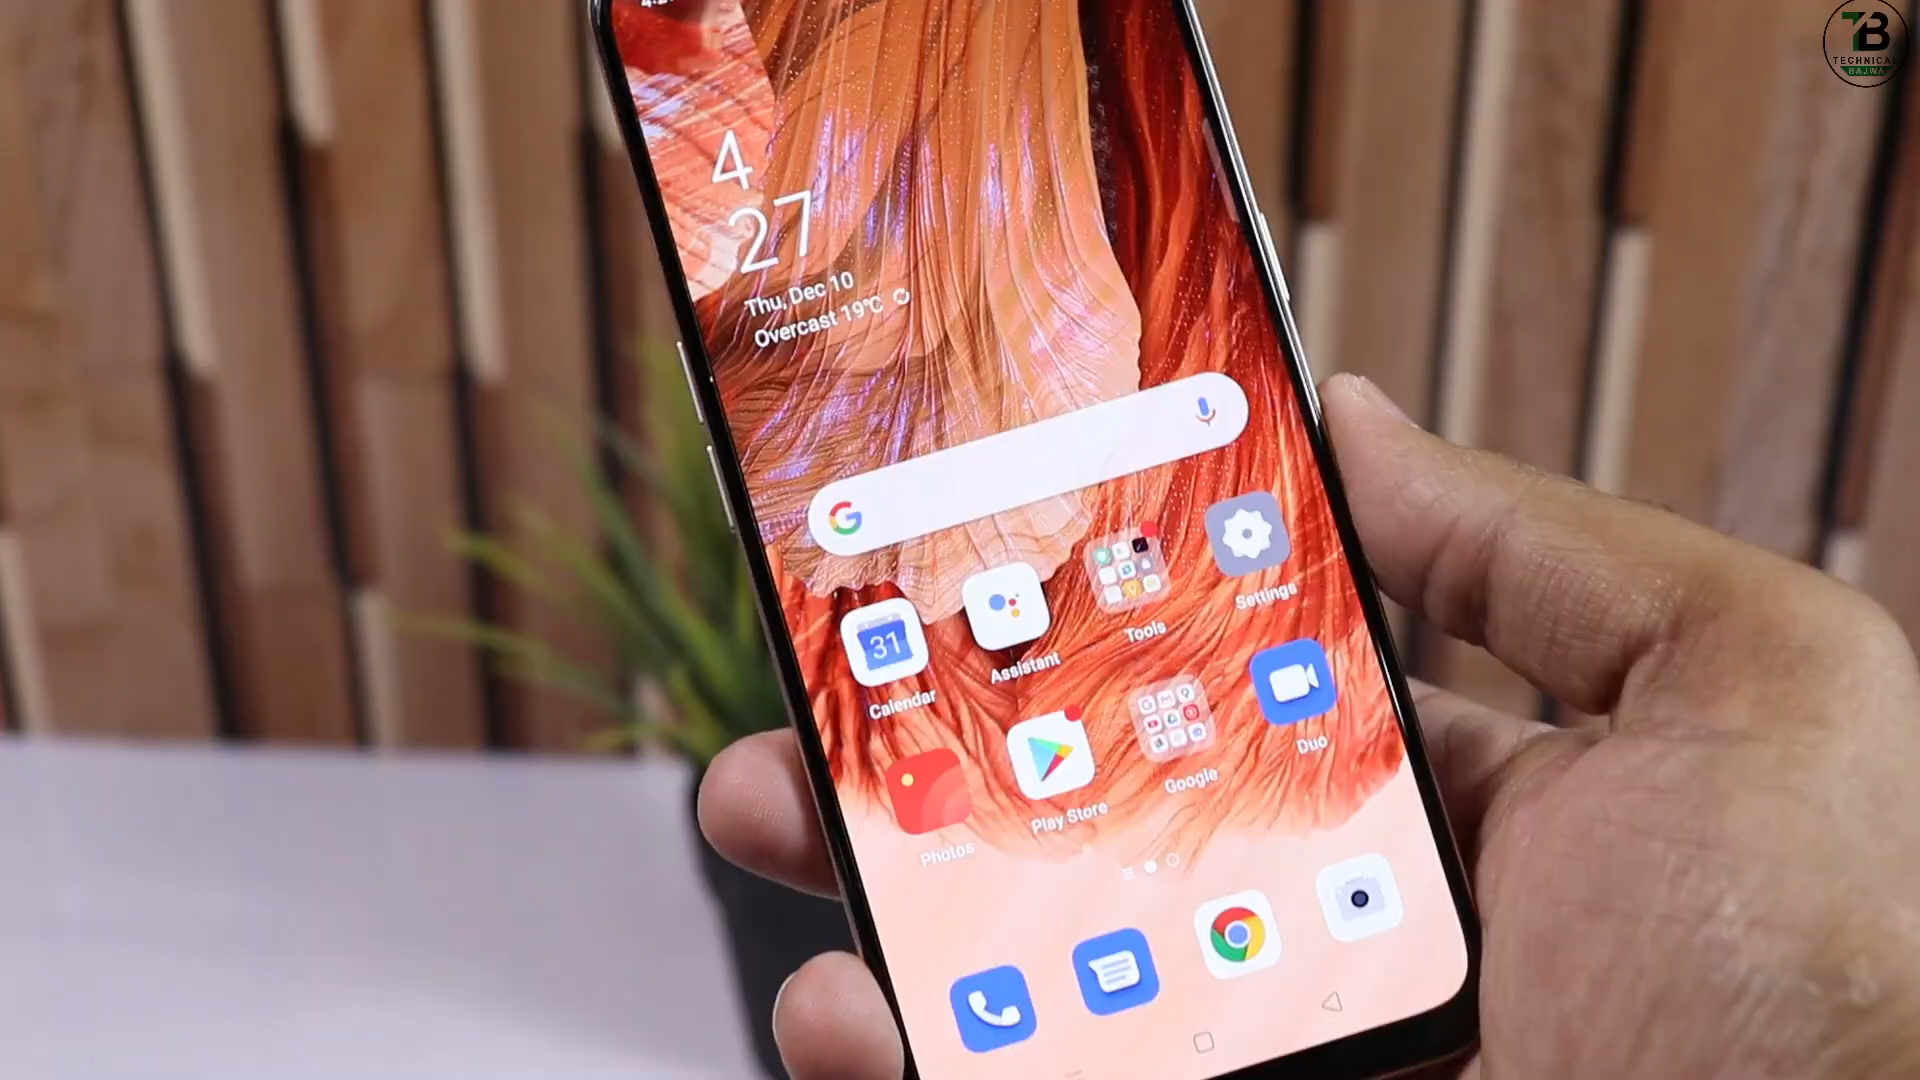 TB
TECHNICAL
BAJWA
4
27
Thu, Dec 10
Overcast 19°C
G
Settings
Tools
Assistant
31
Calendar
Duo
Google
Play Store
Photos